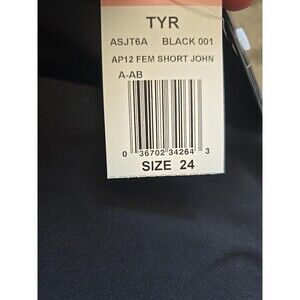 TYR
ASJT6A BLACK 001
AP12 FEM SHORT JOHN
A-AB
0 36702 34264 3
SIZE 24